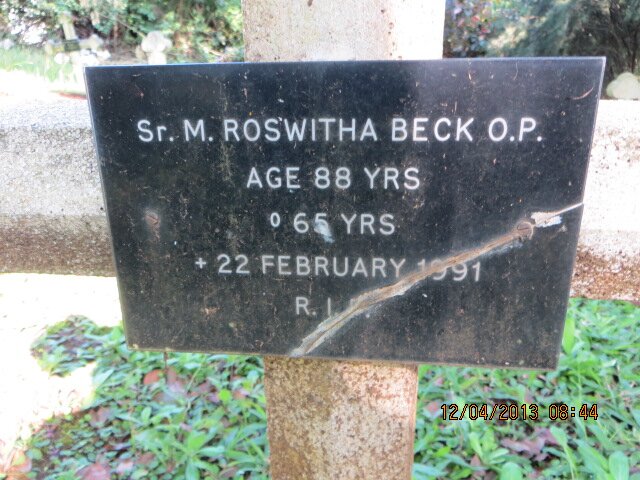 Sr. M. ROSWITHA BECK O.P.
AGE 88 YRS
o 65 YRS
+ 22 FEBRUARY 1991
R. I.
12/04/2013 08:44